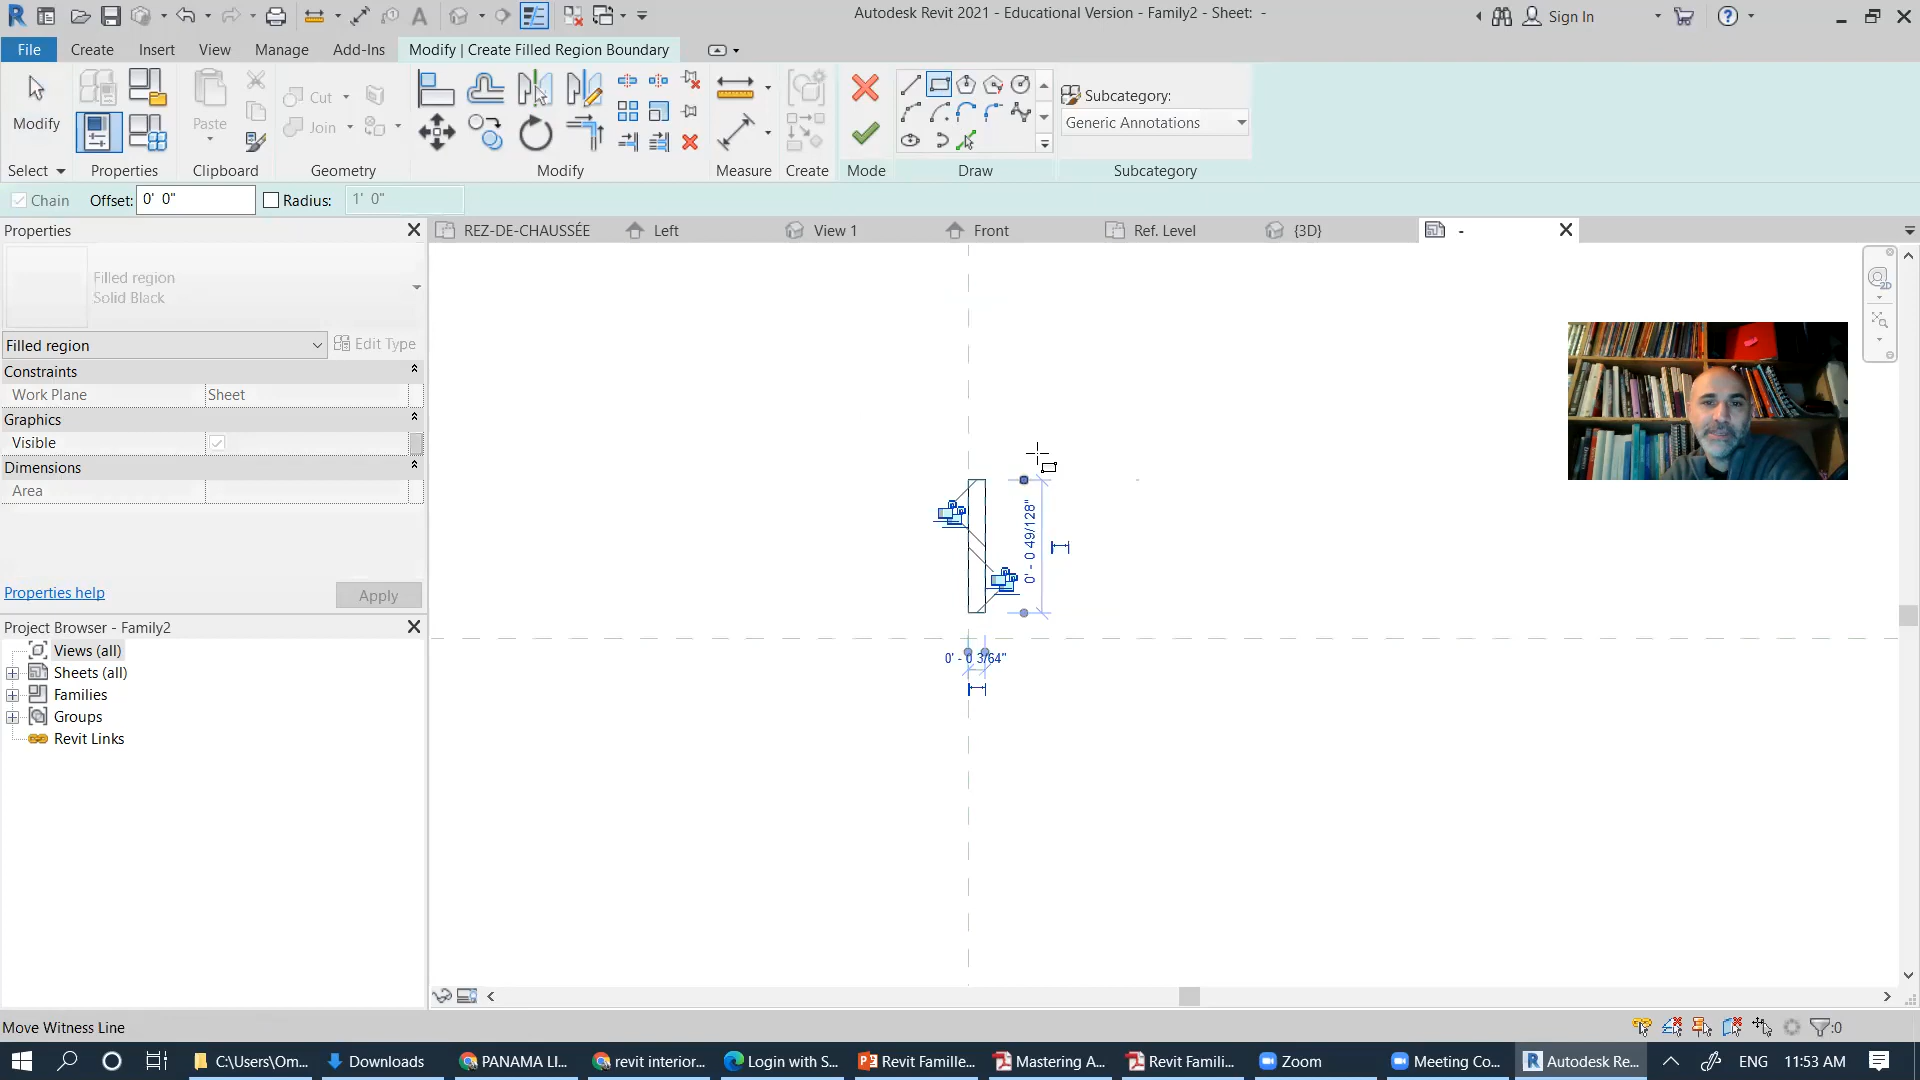 Autodesk Revit 2021 - Educational Version - Family2 - Sheet: -
Sign In
File Create Insert View Manage Add-Ins Modify | Create Filled Region Boundary
Modify
Paste
Cut
Join
Subcategory:
Generic Annotations
Select Properties Clipboard Geometry Modify Measure Create Mode Draw Subcategory
Chain Offset: 0' 0" Radius: 1' 0"
Properties
REZ-DE-CHAUSSÉE Left View 1 Front Ref. Level {3D} -
Filled region
Solid Black
Filled region Edit Type
Constraints
Work Plane Sheet
Graphics
Visible
Dimensions
Area
0' - 0 49/128"
0' - 0 3/64"
Properties help Apply
Project Browser - Family2
Views (all)
Sheets (all)
Families
Groups
Revit Links
Move Witness Line
:0
C:\Users\Om... Downloads PANAMA LI... revit interior... Login with S... Revit Famille... Mastering A... Revit Famili... Zoom Meeting Co... Autodesk Re... ENG 11:53 AM